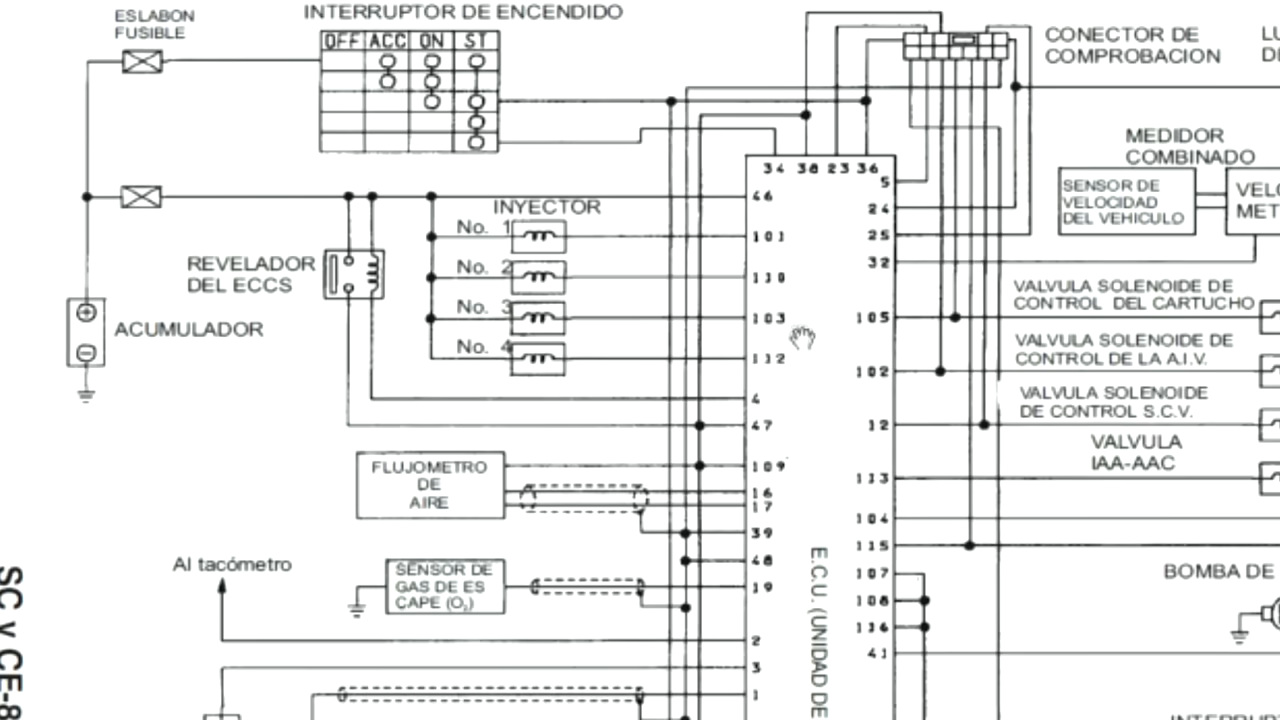 ESLABON
FUSIBLE
INTERRUPTOR DE ENCENDIDO
OFF ACC ON ST
CONECTOR DE
COMPROBACION
34 38 23 36
5
24
25
32
MEDIDOR
COMBINADO
SENSOR DE
VELOCIDAD
DEL VEHICULO
46
INYECTOR
No. 1
101
No. 2
110
No. 3
103
No. 4
112
REVELADOR
DEL ECCS
ACUMULADOR
4
47
VALVULA SOLENOIDE DE
CONTROL DEL CARTUCHO
105
VALVULA SOLENOIDE DE
CONTROL DE LA A.I.V.
102
VALVULA SOLENOIDE
DE CONTROL S.C.V.
12
VALVULA
IAA-AAC
113
FLUJOMETRO
DE
AIRE
109
16
17
39
48
19
104
115
107
108
116
41
Al tacómetro
SENSOR DE
GAS DE ES
CAPE (O₂)
2
3
1
E.C.U. (UNIDAD DE
BOMBA DE